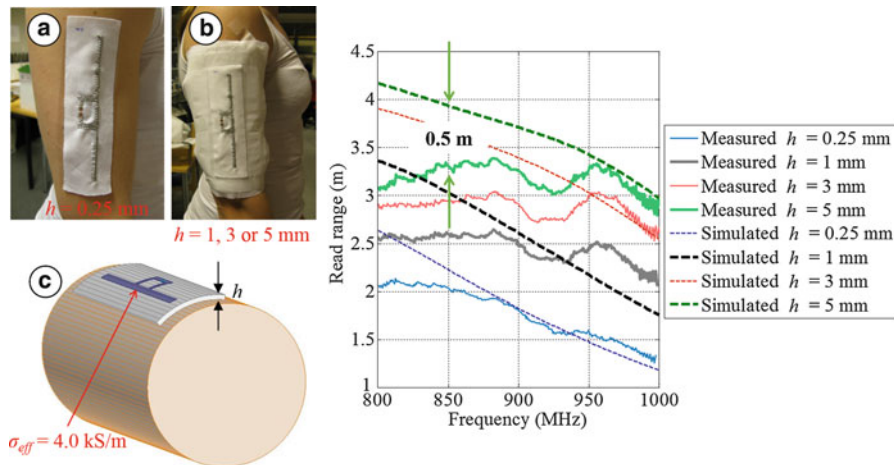 a
b
h = 0.25 mm
h = 1, 3 or 5 mm
c
h
σeff = 4.0 kS/m
4.5
4
3.5
3
2.5
2
1.5
1
Read range (m)
0.5 m
800
850
900
950
1000
Frequency (MHz)
Measured h = 0.25 mm
Measured h = 1 mm
Measured h = 3 mm
Measured h = 5 mm
Simulated h = 0.25 mm
Simulated h = 1 mm
Simulated h = 3 mm
Simulated h = 5 mm